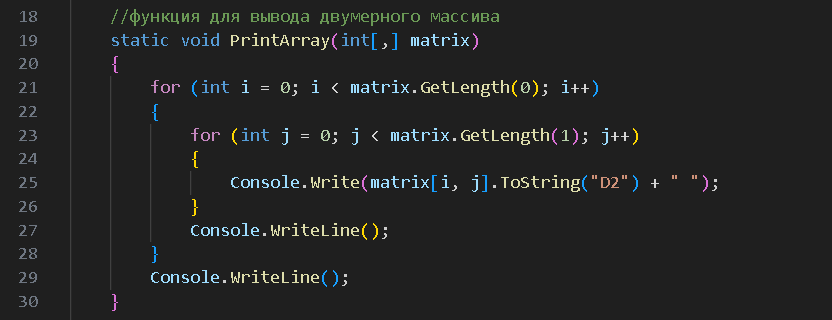 18 //функция для вывода двумерного массива
19 static void PrintArray(int[,] matrix)
20 {
21 for (int i = 0; i < matrix.GetLength(0); i++)
22 {
23 for (int j = 0; j < matrix.GetLength(1); j++)
24 {
25 Console.Write(matrix[i, j].ToString("D2") + " ");
26 }
27 Console.WriteLine();
28 }
29 Console.WriteLine();
30 }